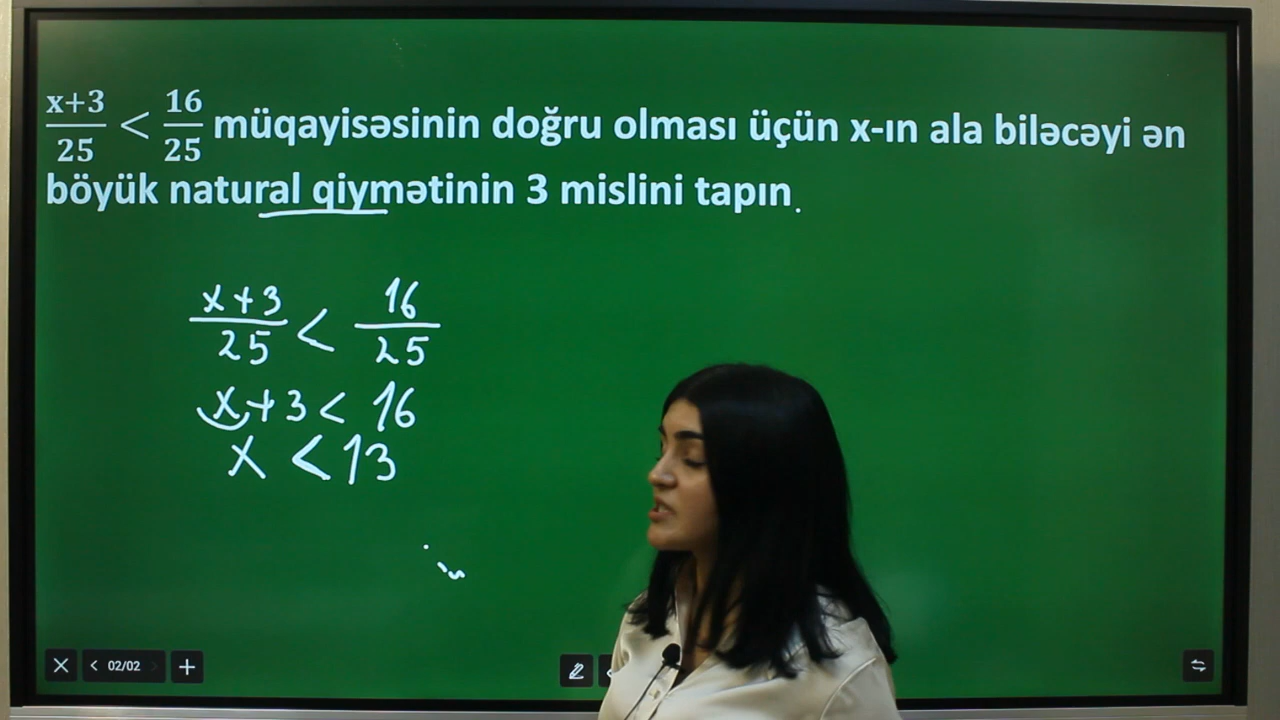 x+3/25 < 16/25 müqayisəsinin doğru olması üçün x-ın ala biləcəyi ən
böyük natural qiymətinin 3 mislini tapın.
x+3/25 < 16/25
x+3 < 16
x < 13
02/02